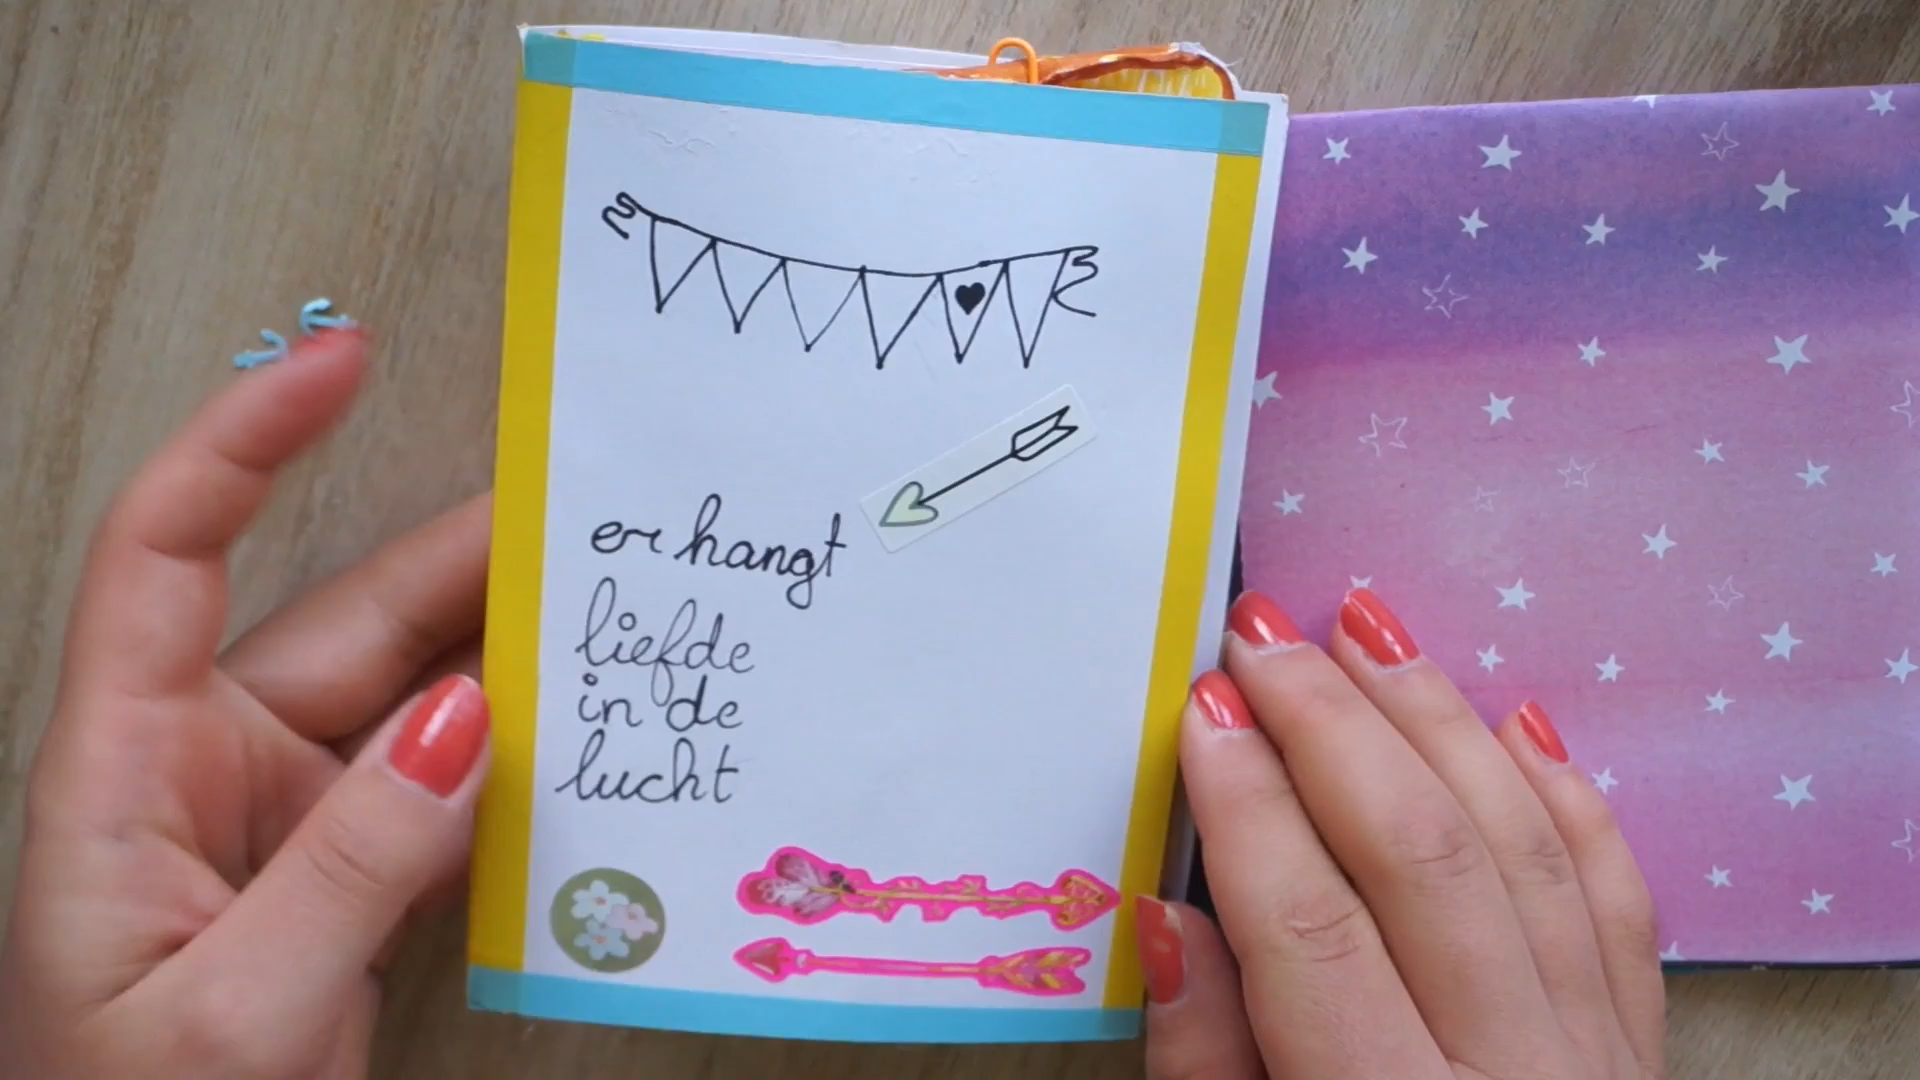 er hangt
liefde
in de
lucht